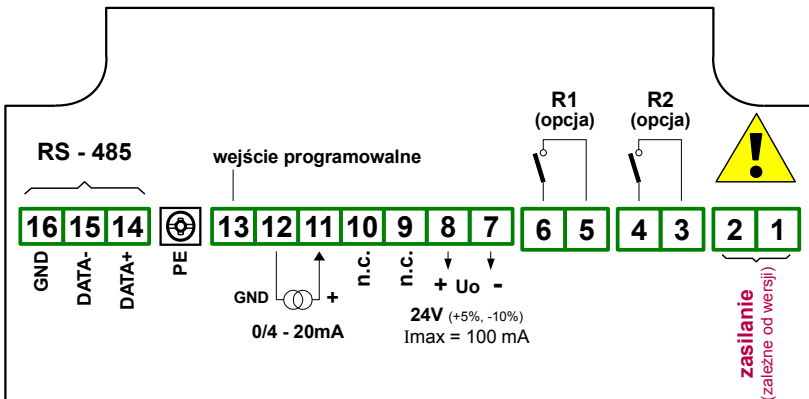 R1
(opcja)
R2
(opcja)
!
RS - 485
wejście programowalne
16 15 14
13 12 11 10 9 8 7
6 5
4 3
2 1
GND
DATA-
DATA+
PE
GND
+
0/4 - 20mA
n.c.
n.c.
+ Uo -
24V (+5%, -10%)
Imax = 100 mA
zasilanie
(zależne od wersji)